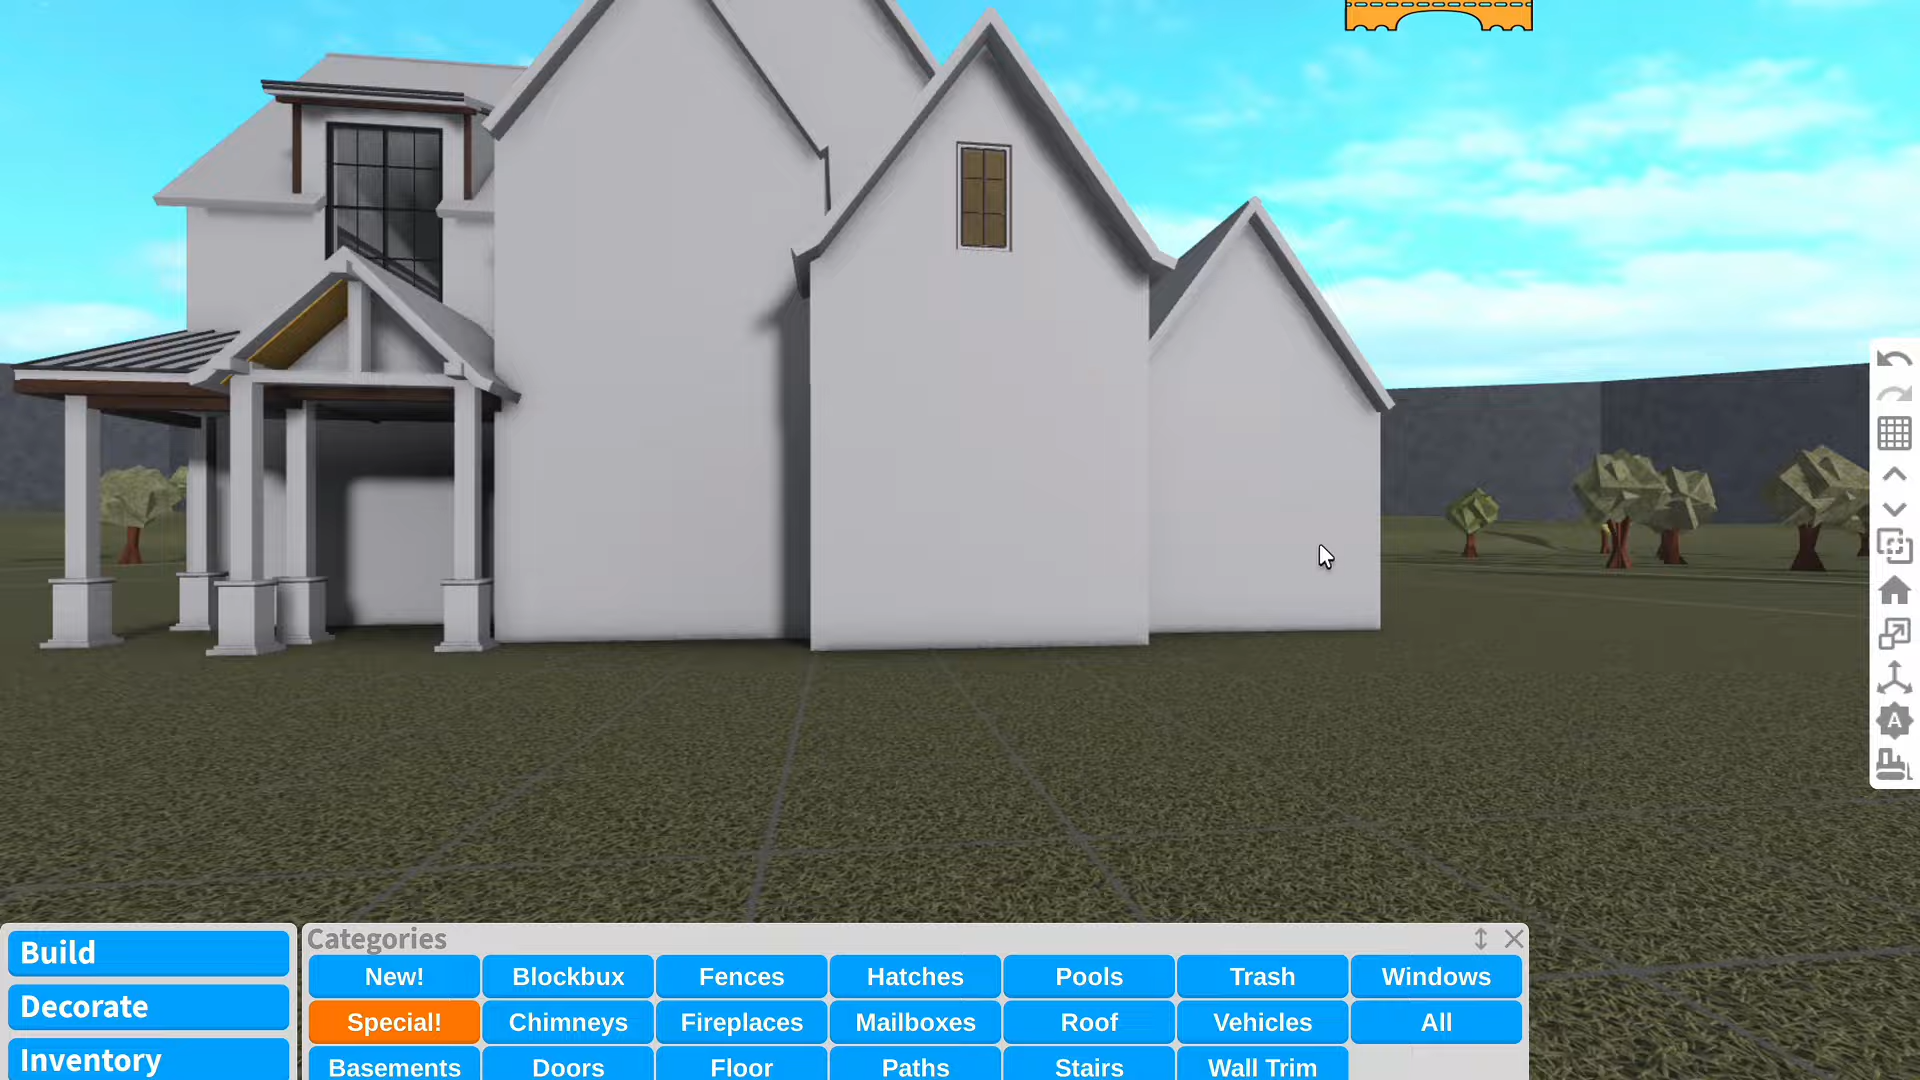 Build
Decorate
Inventory
Categories
New! Blockbux Fences Hatches Pools Trash Windows
Special! Chimneys Fireplaces Mailboxes Roof Vehicles All
Basements Doors Floor Paths Stairs Wall Trim
A